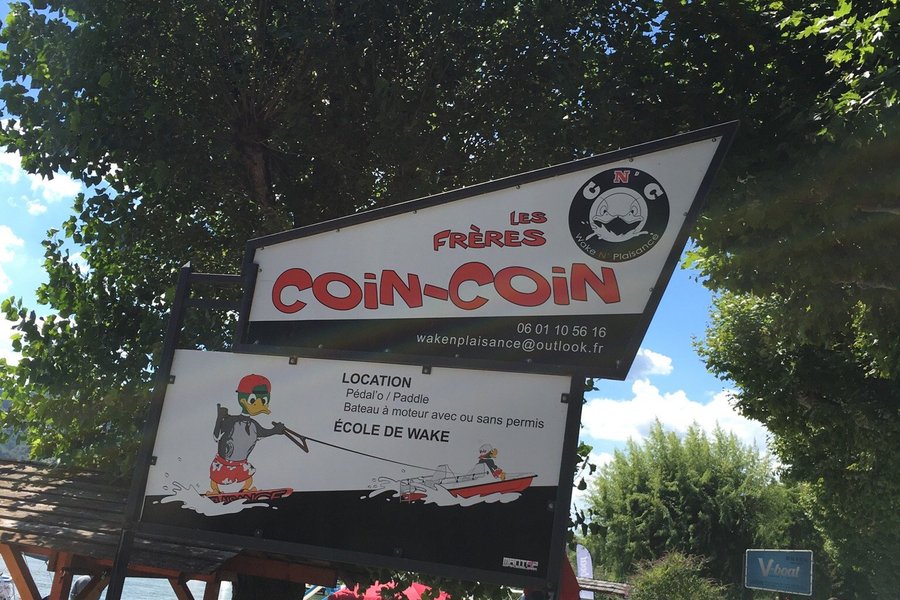 C N' C
Wake N' Plaisance
LES
FRÈRES
COiN-COiN
06 01 10 56 16
wakenplaisance@outlook.fr
LOCATION
Pédal'o / Paddle
Bateau à moteur avec ou sans permis
ÉCOLE DE WAKE
V-boat